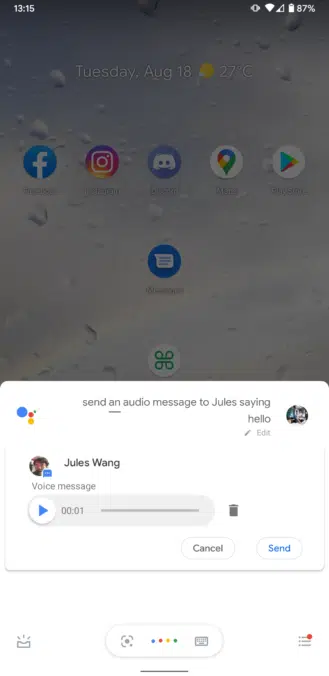 13:15
87%
Tuesday, Aug 18 27°C
send an audio message to Jules saying
hello
Edit
Jules Wang
Voice message
00:01
Cancel
Send